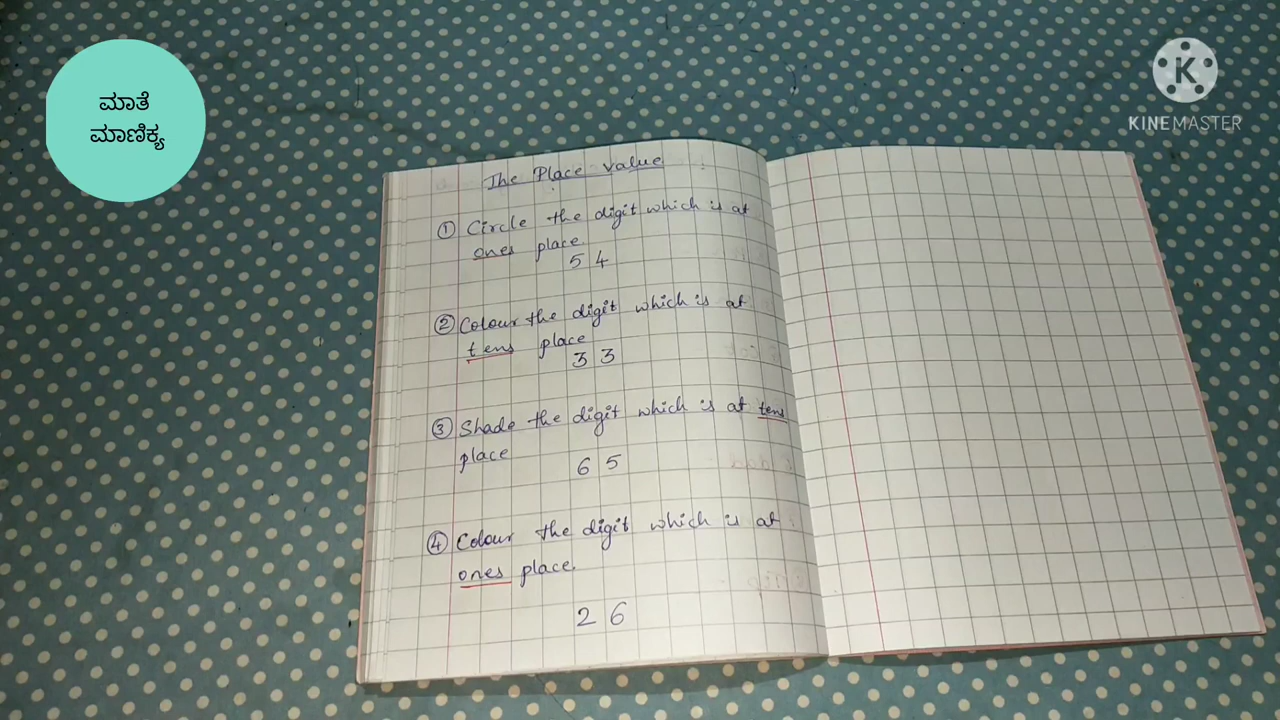 ಮಾತೆ
ಮಾಣಿಕ್ಯ
K
KINEMASTER
The Place value
① Circle the digit which is at
ones place.
5 4
② Colour the digit which is at
tens place
3 3
③ Shade the digit which is at tens
place
6 5
④ Colour the digit which is at
ones place.
2 6